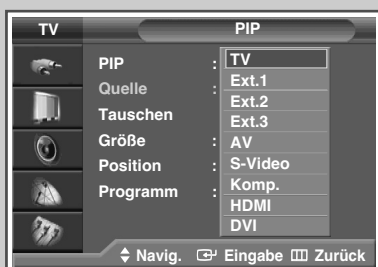 TV PIP
PIP : TV
Quelle : Ext.1
Ext.2
Tauschen
Ext.3
Größe : AV
Position : S-Video
Programm : Komp.
HDMI
DVI
Navig. Eingabe Zurück